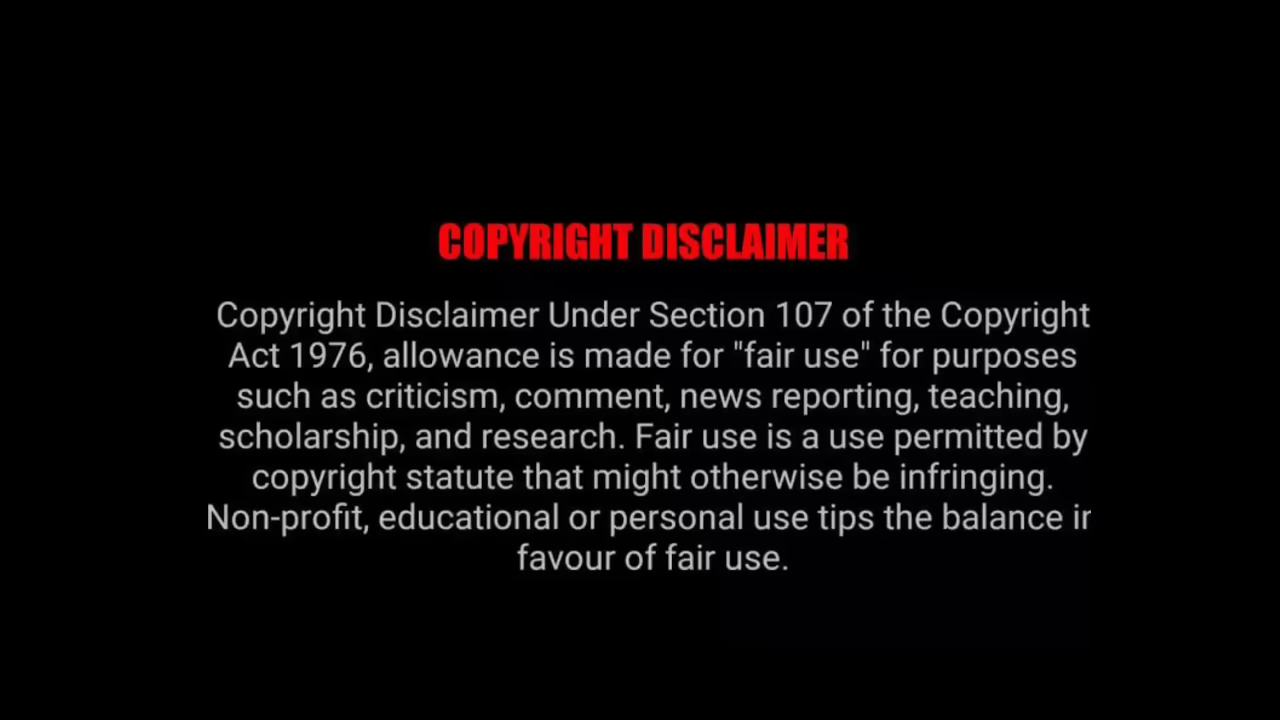 COPYRIGHT DISCLAIMER
Copyright Disclaimer Under Section 107 of the Copyright
Act 1976, allowance is made for "fair use" for purposes
such as criticism, comment, news reporting, teaching,
scholarship, and research. Fair use is a use permitted by
copyright statute that might otherwise be infringing.
Non-profit, educational or personal use tips the balance in
favour of fair use.